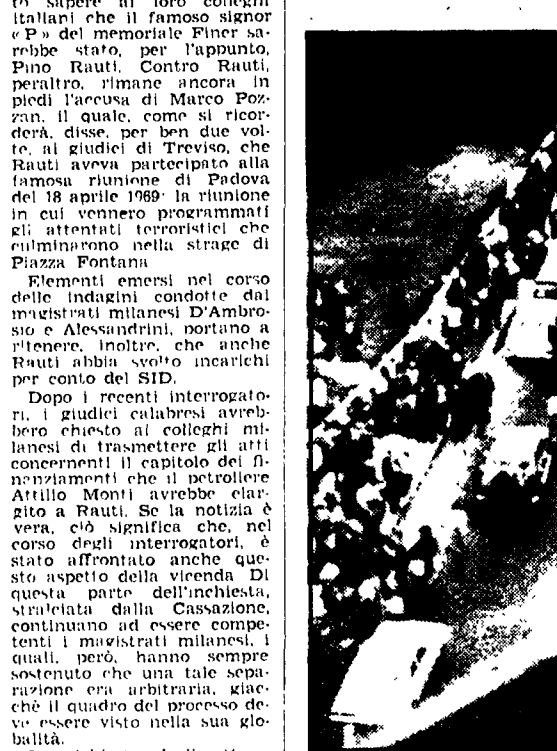 to sapere ai loro colleghi
italiani che il famoso signor
« P » del memoriale Finer sa-
rebbe stato, per l'appunto,
Pino Rauti. Contro Rauti,
peraltro, rimane ancora in
piedi l'accusa di Marco Poz-
zan, il quale, come si ricor-
derà, disse, per ben due vol-
te, ai giudici di Treviso, che
Rauti aveva partecipato alla
famosa riunione di Padova
del 18 aprile 1969: la riunione
in cui vennero programmati
gli attentati terroristici che
culminarono nella strage di
Piazza Fontana
Elementi emersi nel corso
delle indagini condotte dai
magistrati milanesi D'Ambro-
sio e Alessandrini, portano a
ritenere, inoltre, che anche
Rauti abbia svolto incarichi
per conto del SID.
Dopo i recenti interrogato-
ri, i giudici calabresi avreb-
bero chiesto ai colleghi mi-
lanesi di trasmettere gli atti
concernenti il capitolo dei fi-
nanziamenti che il petroliere
Attilio Monti avrebbe elar-
gito a Rauti. Se la notizia è
vera, ciò significa che, nel
corso degli interrogatori, è
stato affrontato anche que-
sto aspetto della vicenda Di
questa parte dell'inchiesta,
stralciata dalla Cassazione,
continuano ad essere compe-
tenti i magistrati milanesi, i
quali, però, hanno sempre
sostenuto che una tale sepa-
razione era arbitraria, giac-
chè il quadro del processo de-
ve essere visto nella sua glo-
balità.